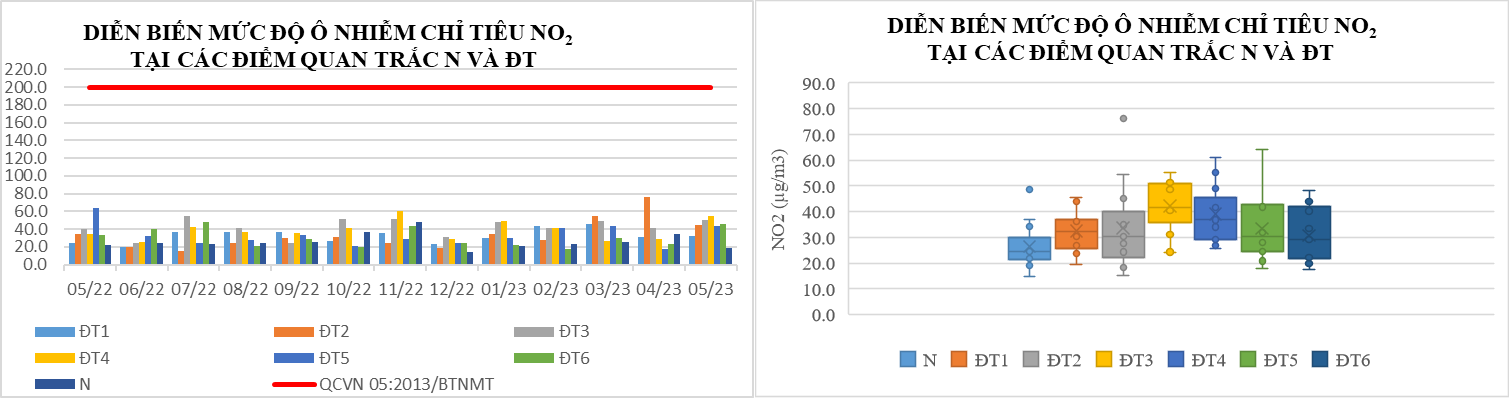 DIỄN BIẾN MỨC ĐỘ Ô NHIỄM CHỈ TIÊU NO₂
TẠI CÁC ĐIỂM QUAN TRẮC N VÀ ĐT
220.0
200.0
180.0
160.0
140.0
120.0
100.0
80.0
60.0
40.0
20.0
0.0
05/22 06/22 07/22 08/22 09/22 10/22 11/22 12/22 01/23 02/23 03/23 04/23 05/23
ĐT1 ĐT2 ĐT3
ĐT4 ĐT5 ĐT6
N QCVN 05:2013/BTNMT
DIỄN BIẾN MỨC ĐỘ Ô NHIỄM CHỈ TIÊU NO₂
TẠI CÁC ĐIỂM QUAN TRẮC N VÀ ĐT
NO2 (µg/m3)
90.0
80.0
70.0
60.0
50.0
40.0
30.0
20.0
10.0
0.0
N ĐT1 ĐT2 ĐT3 ĐT4 ĐT5 ĐT6